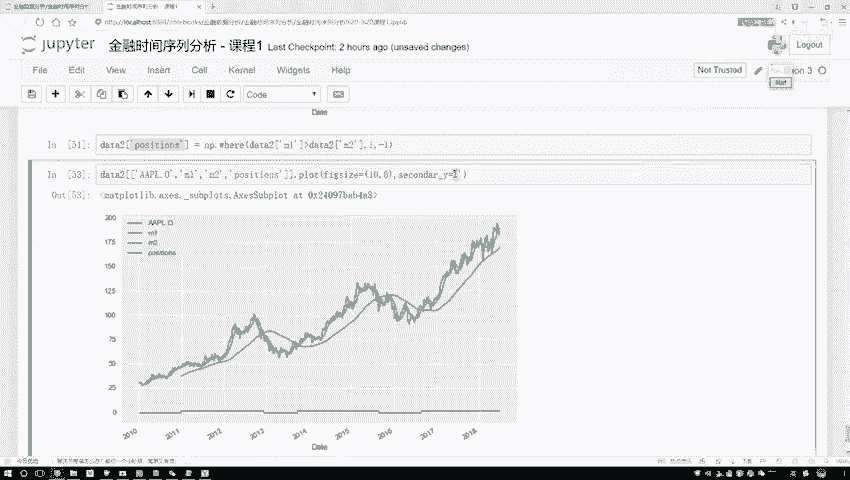 http://localhost:8888/notebooks/
jupyter 金融时间序列分析 - 课程1 Last Checkpoint: 2 hours ago (unsaved changes)
Logout
File Edit View Insert Cell Kernel Widgets Help
Not Trusted
Code
Date
In [51]: data2['positions'] = np.where(data2['m1']>data2['m2'],1,-1)
In [53]: data2[['AAPL.O','m1','m2','positions']].plot(figsize=(10,6),secondar_y=
Out[53]: <matplotlib.axes._subplots.AxesSubplot at 0x24097bab4a8>
200
175
150
125
100
75
50
25
0
AAPL.O
m1
m2
positions
2010 2011 2012 2013 2014 2015 2016 2017 2018
Date